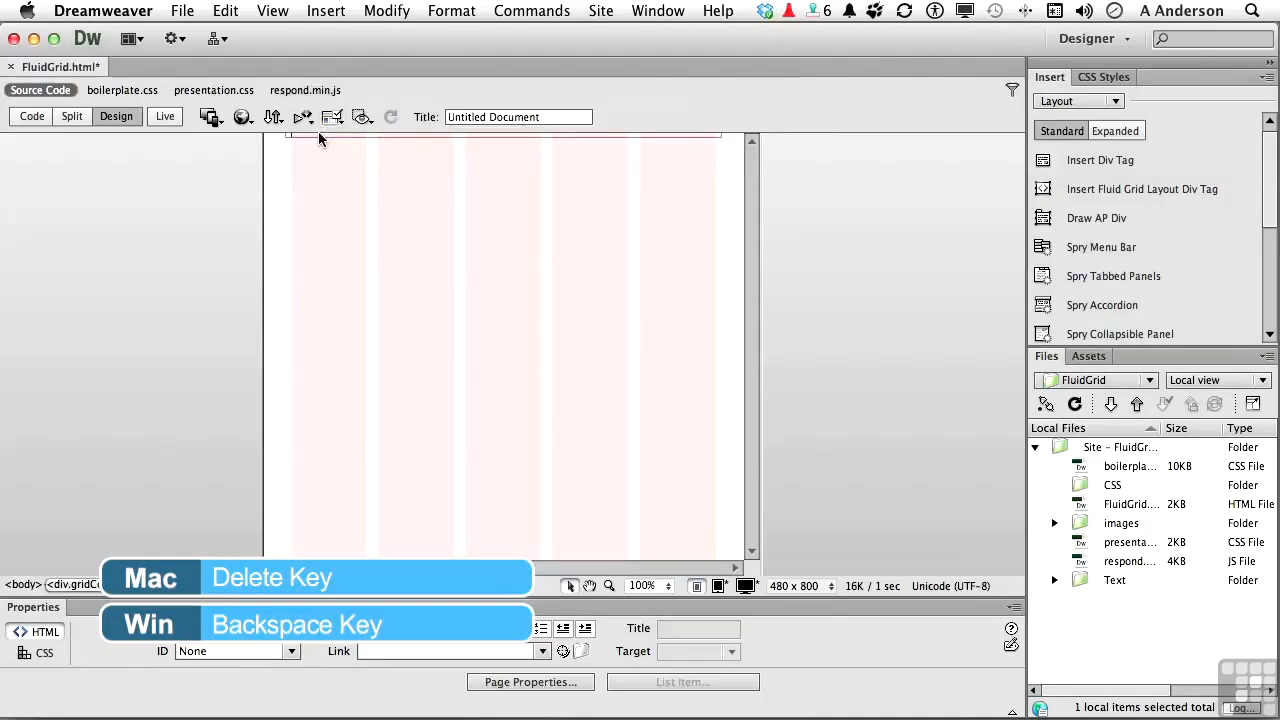 Dreamweaver File Edit View Insert Modify Format Commands Site Window Help 6 A Anderson
Dw Designer
FluidGrid.html*
Source Code boilerplate.css presentation.css respond.min.js
Code Split Design Live Title: Untitled Document
Insert CSS Styles
Layout
Standard Expanded
Insert Div Tag
Insert Fluid Grid Layout Div Tag
Draw AP Div
Spry Menu Bar
Spry Tabbed Panels
Spry Accordion
Spry Collapsible Panel
Files Assets
FluidGrid Local view
Local Files Size Type
Site – FluidGr... Folder
boilerpla... 10KB CSS File
CSS Folder
FluidGrid.... 2KB HTML File
images Folder
presenta... 2KB CSS File
respond.... 4KB JS File
Text Folder
1 local items selected total Log...
<body> <div.gridCo 100% 480 x 800 16K / 1 sec Unicode (UTF-8)
Mac Delete Key
Win Backspace Key
Properties
<> HTML Title
CSS ID None Link Target
Page Properties... List Item...